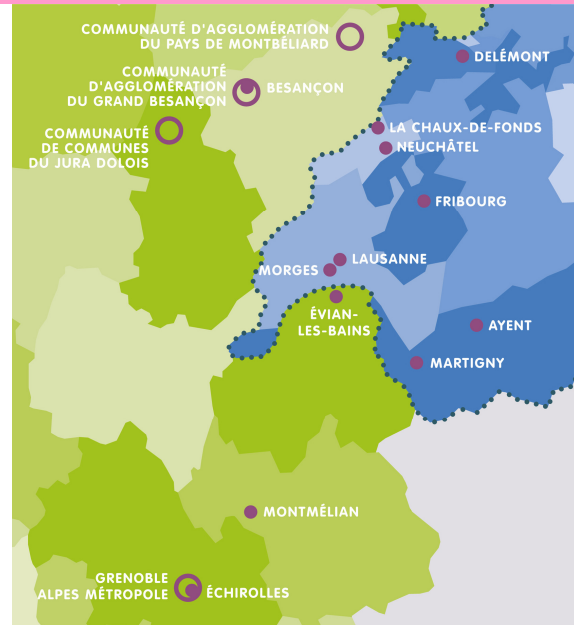 COMMUNAUTÉ D'AGGLOMÉRATION
DU PAYS DE MONTBÉLIARD
DELÉMONT
COMMUNAUTÉ
D'AGGLOMÉRATION
DU GRAND BESANÇON
BESANÇON
COMMUNAUTÉ
DE COMMUNES
DU JURA DOLOIS
LA CHAUX-DE-FONDS
NEUCHÂTEL
FRIBOURG
LAUSANNE
MORGES
ÉVIAN-
LES-BAINS
AYENT
MARTIGNY
MONTMÉLIAN
GRENOBLE
ALPES MÉTROPOLE
ÉCHIROLLES